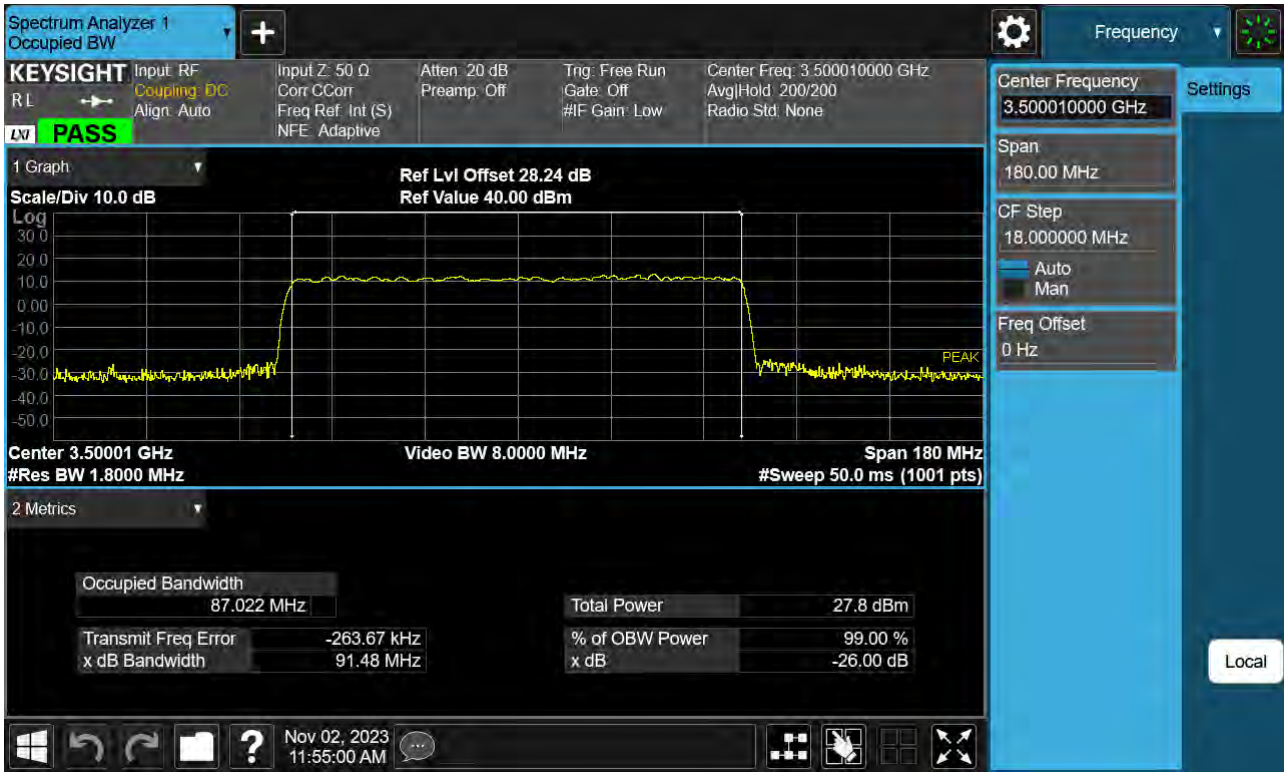 Spectrum Analyzer 1
Occupied BW
+
Frequency
KEYSIGHT
RL
LXI
PASS
Input: RF
Coupling: DC
Align: Auto
Input Z: 50 Ω
Corr CCorr
Freq Ref: Int (S)
NFE: Adaptive
Atten: 20 dB
Preamp: Off
Trig: Free Run
Gate: Off
#IF Gain: Low
Center Freq: 3.500010000 GHz
Avg|Hold: 200/200
Radio Std: None
Center Frequency
3.500010000 GHz
Settings
Span
180.00 MHz
CF Step
18.000000 MHz
Auto
Man
Freq Offset
0 Hz
Local
1 Graph
Scale/Div 10.0 dB
Ref Lvl Offset 28.24 dB
Ref Value 40.00 dBm
Log
30.0
20.0
10.0
0.00
-10.0
-20.0
-30.0
-40.0
-50.0
PEAK
Center 3.50001 GHz
#Res BW 1.8000 MHz
Video BW 8.0000 MHz
Span 180 MHz
#Sweep 50.0 ms (1001 pts)
2 Metrics
Occupied Bandwidth
87.022 MHz
Transmit Freq Error -263.67 kHz
x dB Bandwidth 91.48 MHz
Total Power 27.8 dBm
% of OBW Power 99.00 %
x dB -26.00 dB
?
Nov 02, 2023
11:55:00 AM